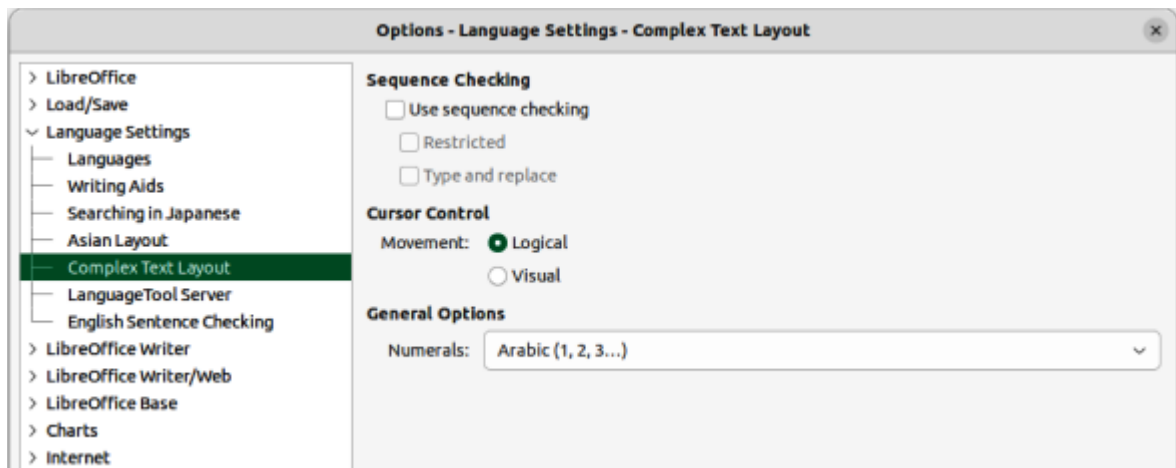 Options - Language Settings - Complex Text Layout
LibreOffice
Load/Save
Language Settings
Languages
Writing Aids
Searching in Japanese
Asian Layout
Complex Text Layout
LanguageTool Server
English Sentence Checking
LibreOffice Writer
LibreOffice Writer/Web
LibreOffice Base
Charts
Internet
Sequence Checking
Use sequence checking
Restricted
Type and replace
Cursor Control
Movement: Logical
Visual
General Options
Numerals: Arabic (1, 2, 3...)